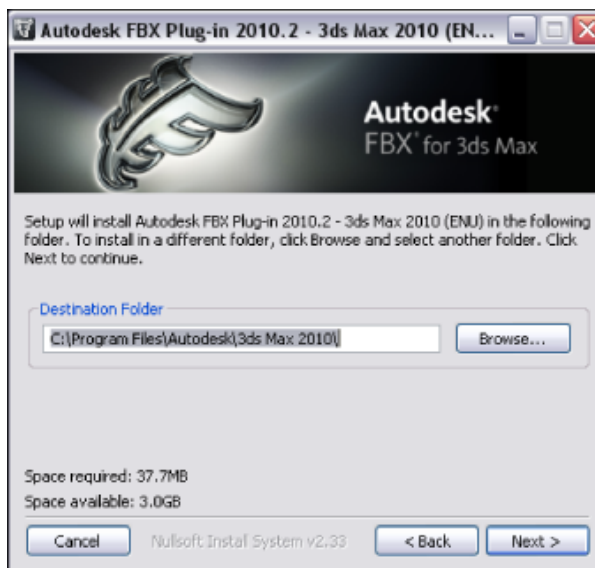 Autodesk FBX Plug-in 2010.2 - 3ds Max 2010 (EN...
Autodesk®
FBX® for 3ds Max
Setup will install Autodesk FBX Plug-in 2010.2 - 3ds Max 2010 (ENU) in the following
folder. To install in a different folder, click Browse and select another folder. Click
Next to continue.
Destination Folder
C:\Program Files\Autodesk\3ds Max 2010\
Browse...
Space required: 37.7MB
Space available: 3.0GB
Cancel
Nullsoft Install System v2.33
< Back
Next >